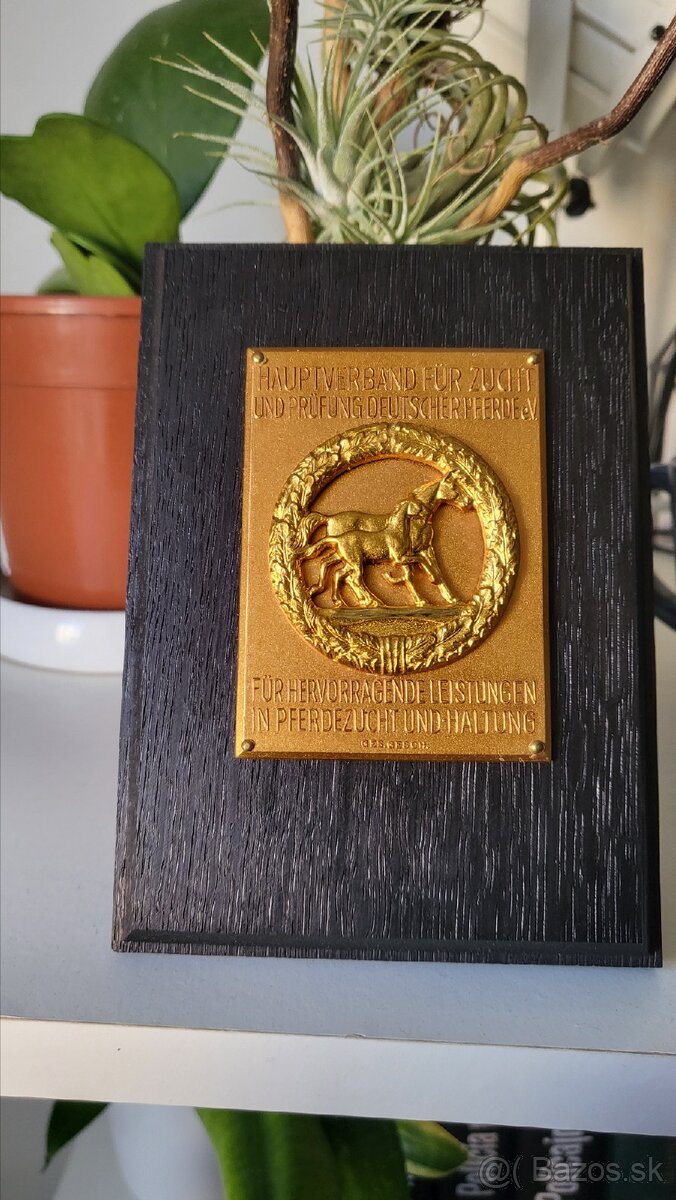 HAUPTVERBAND FÜR ZUCHT
UND PRÜFUNG DEUTSCHER PFERDE e.V.
FÜR HERVORRAGENDE LEISTUNGEN
IN PFERDEZUCHT UND HALTUNG
GES. GESCH.
Bazos.sk